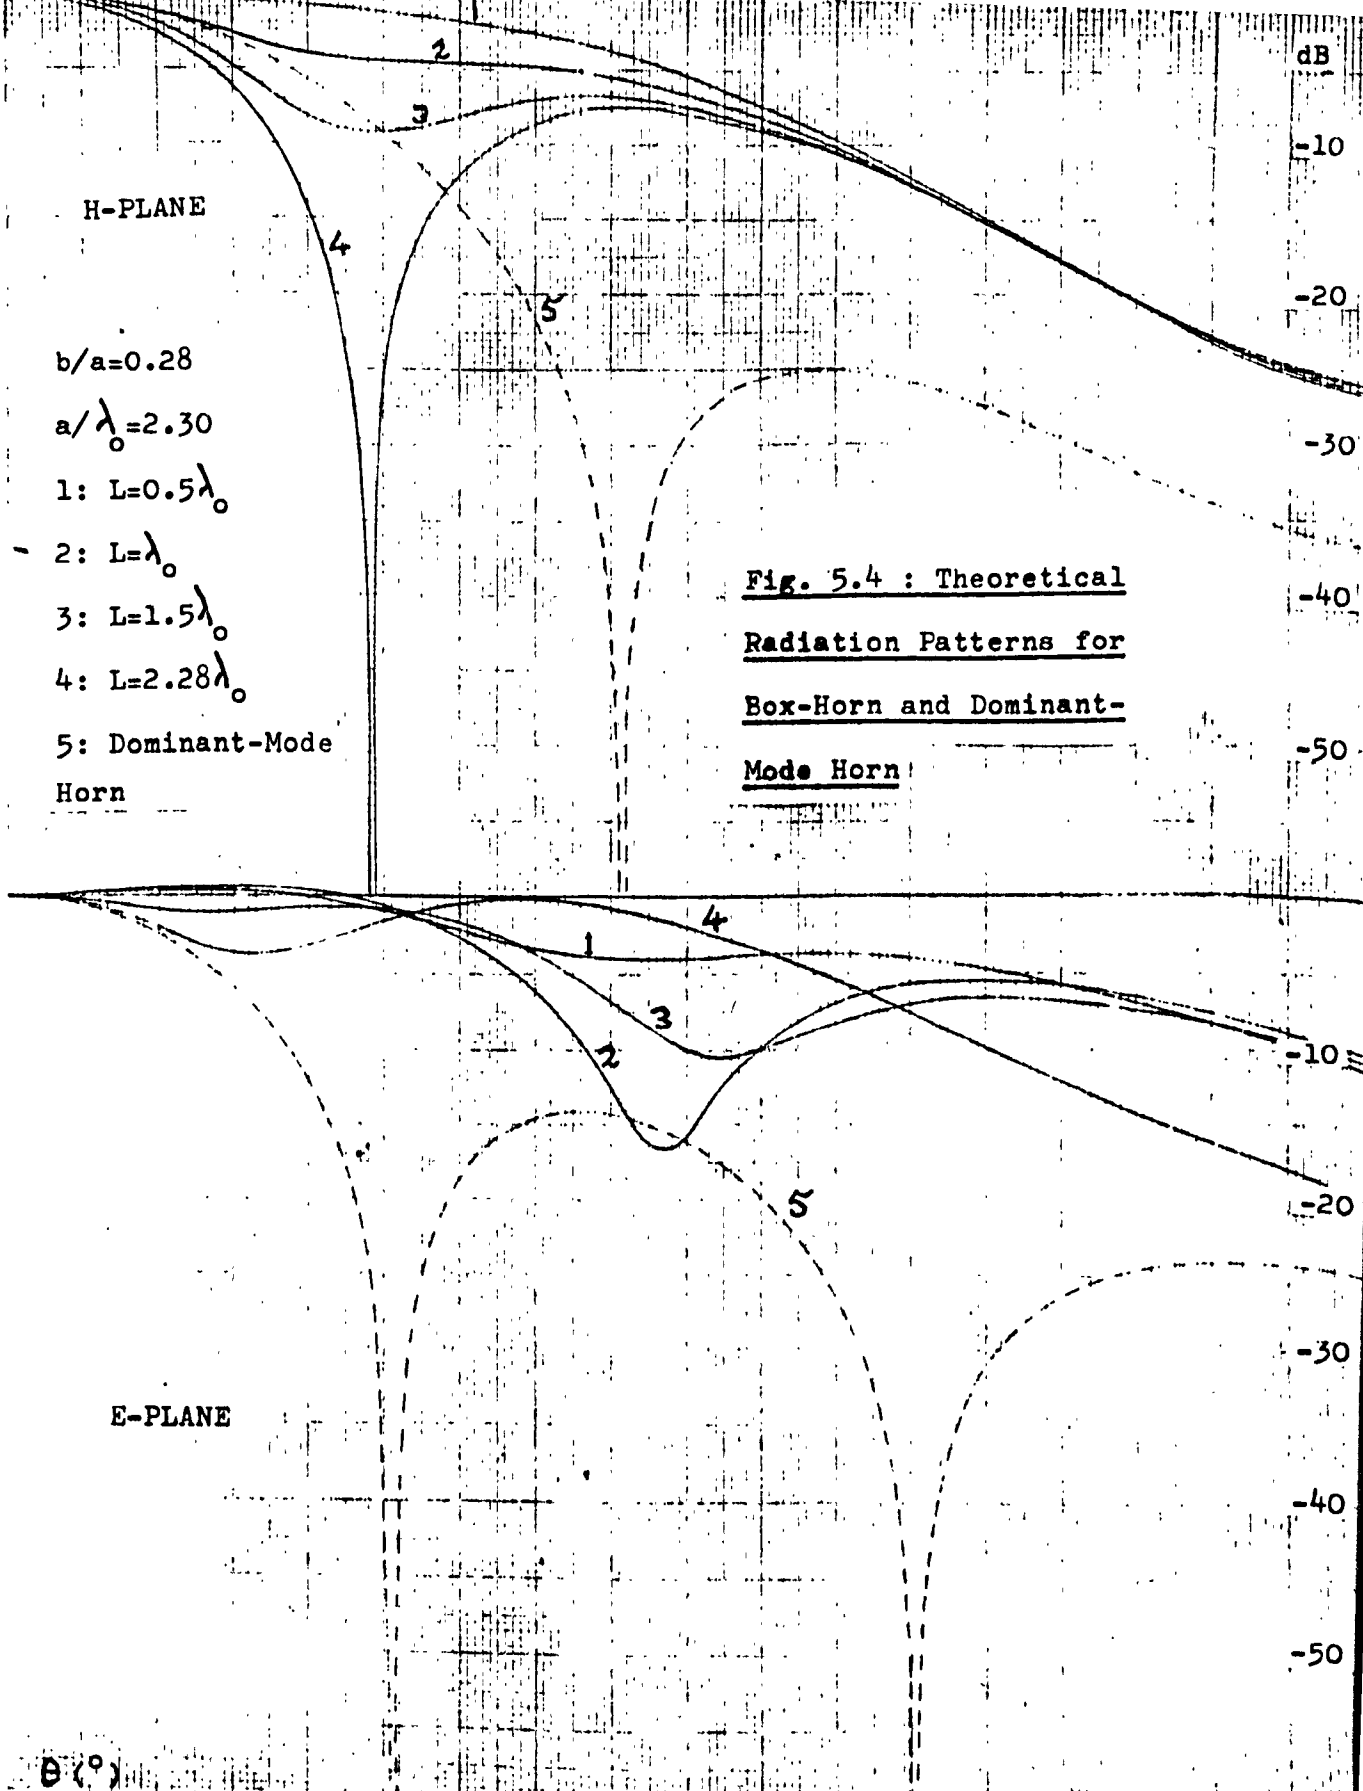 1
2
dB
3
-10
H-PLANE
4
-20
5
b/a=0.28
a/λo=2.30
-30
1: L=0.5λo
2: L=λo
Fig. 5.4 : Theoretical
-40
3: L=1.5λo
Radiation Patterns for
4: L=2.28λo
Box-Horn and Dominant-
5: Dominant-Mode
-50
Mode Horn
Horn
4
1
3
2
-10
5
-20
-30
E-PLANE
-40
-50
θ(°)